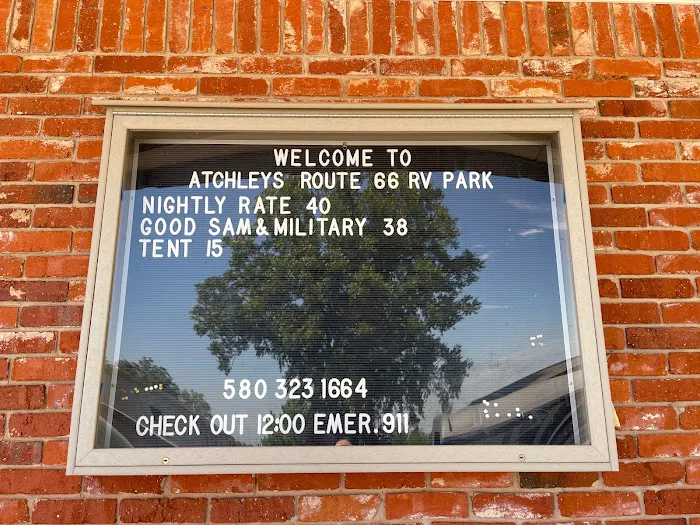 WELCOME TO
ATCHLEYS ROUTE 66 RV PARK
NIGHTLY RATE 40
GOOD SAM & MILITARY 38
TENT 15
580 323 1664
CHECK OUT 12:00 EMER. 911